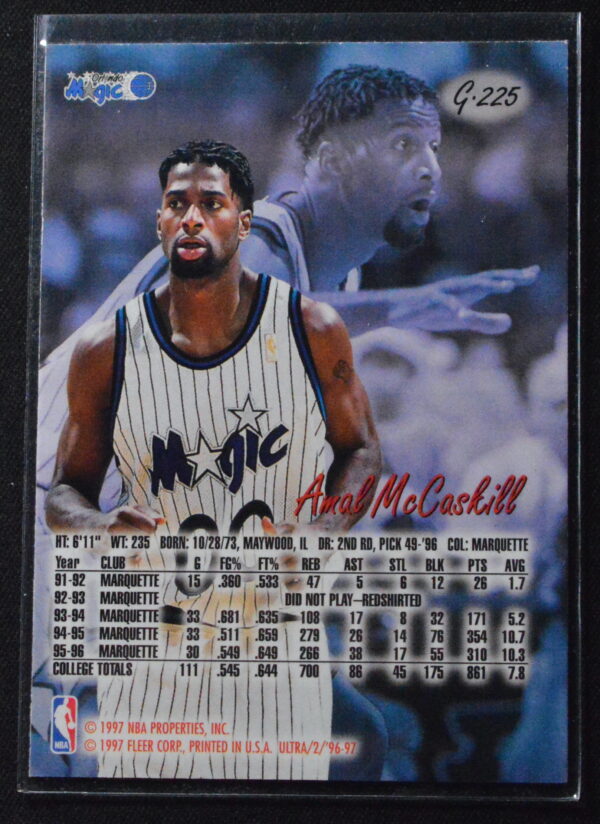 Orlando
Magic
G·225
Magic
Amal McCaskill
HT: 6'11" WT: 235 BORN: 10/28/73, MAYWOOD, IL DR: 2ND RD, PICK 49-'96 COL: MARQUETTE
Year CLUB G FG% FT% REB AST STL BLK PTS AVG
91-92 MARQUETTE 15 .360 .533 47 5 6 12 26 1.7
92-93 MARQUETTE DID NOT PLAY—REDSHIRTED
93-94 MARQUETTE 33 .681 .635 108 17 8 32 171 5.2
94-95 MARQUETTE 33 .511 .659 279 26 14 76 354 10.7
95-96 MARQUETTE 30 .549 .649 266 38 17 55 310 10.3
COLLEGE TOTALS 111 .545 .644 700 86 45 175 861 7.8
NBA
© 1997 NBA PROPERTIES, INC.
© 1997 FLEER CORP., PRINTED IN U.S.A. ULTRA/2/'96-97